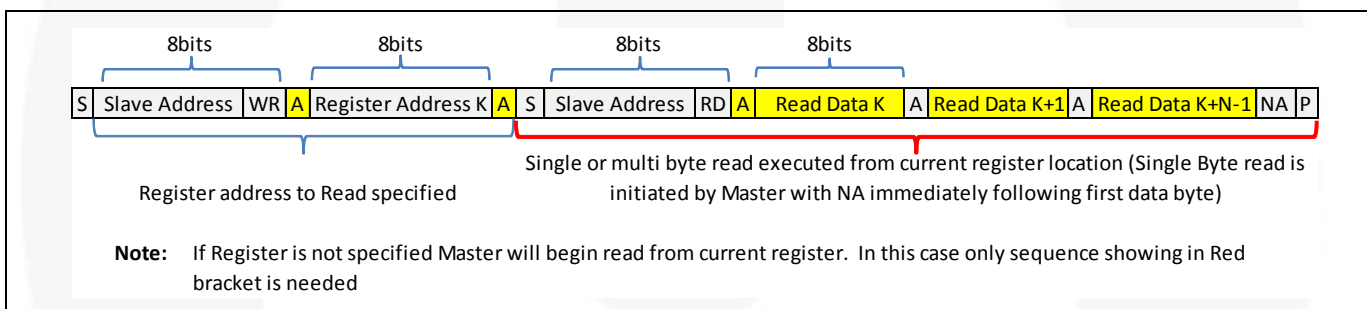 8bits 8bits 8bits 8bits
S Slave Address WR A Register Address K A S Slave Address RD A Read Data K A Read Data K+1 A Read Data K+N-1 NA P
Single or multi byte read executed from current register location (Single Byte read is
Register address to Read specified initiated by Master with NA immediately following first data byte)
Note: If Register is not specified Master will begin read from current register. In this case only sequence showing in Red
bracket is needed